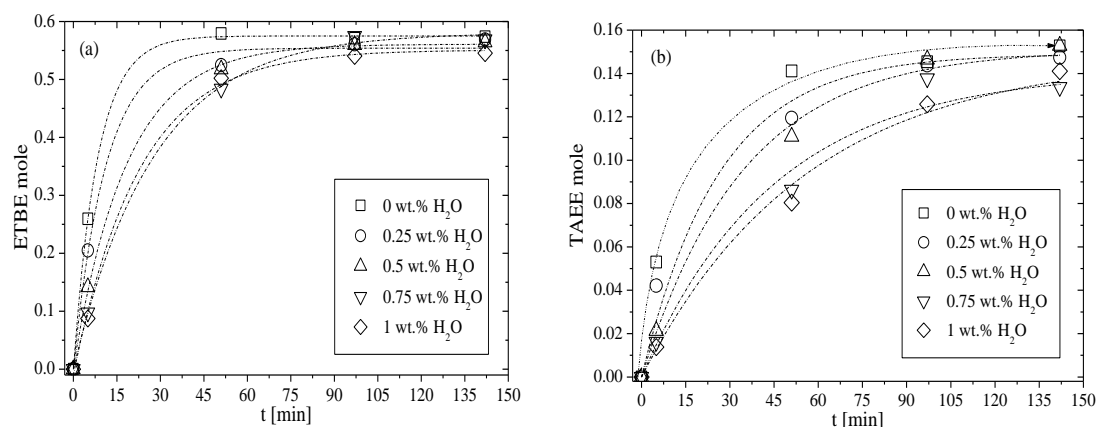 (a)
0.6
0.5
0.4
0.3
0.2
0.1
0.0
ETBE mole
0 wt.% H₂O
0.25 wt.% H₂O
0.5 wt.% H₂O
0.75 wt.% H₂O
1 wt.% H₂O
0 15 30 45 60 75 90 105 120 135 150
t [min]
(b)
0.16
0.14
0.12
0.10
0.08
0.06
0.04
0.02
0.00
TAEE mole
0 wt.% H₂O
0.25 wt.% H₂O
0.5 wt.% H₂O
0.75 wt.% H₂O
1 wt.% H₂O
0 15 30 45 60 75 90 105 120 135 150
t [min]